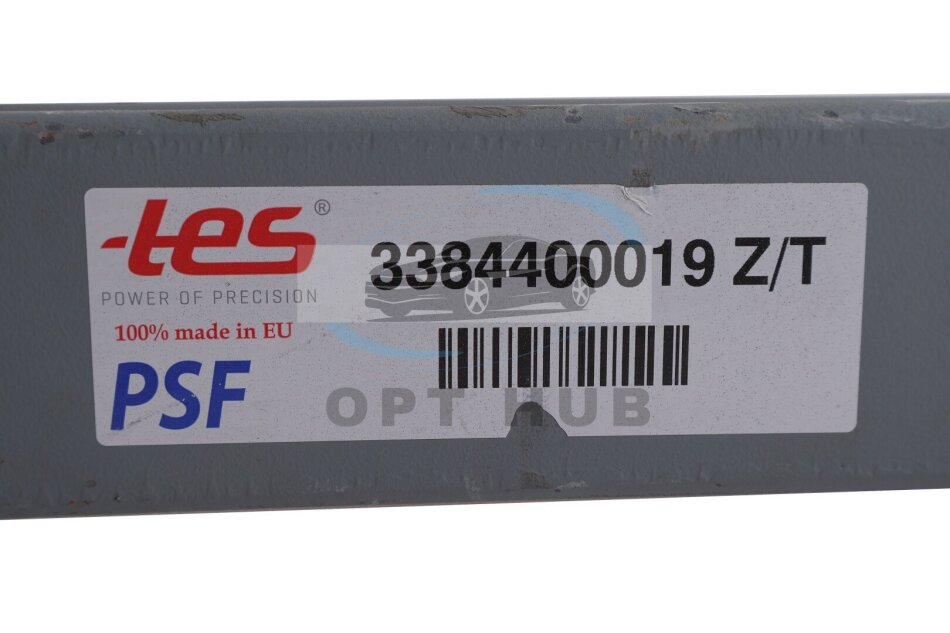 tes®
POWER OF PRECISION
100% made in EU
PSF
3384400019 Z/T
OPT HUB